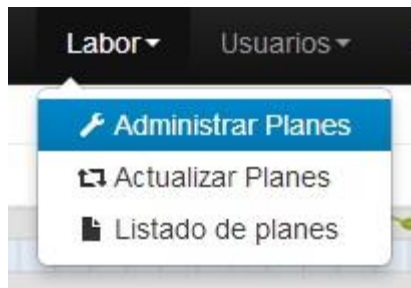 Labor Usuarios
Administrar Planes
Actualizar Planes
Listado de planes